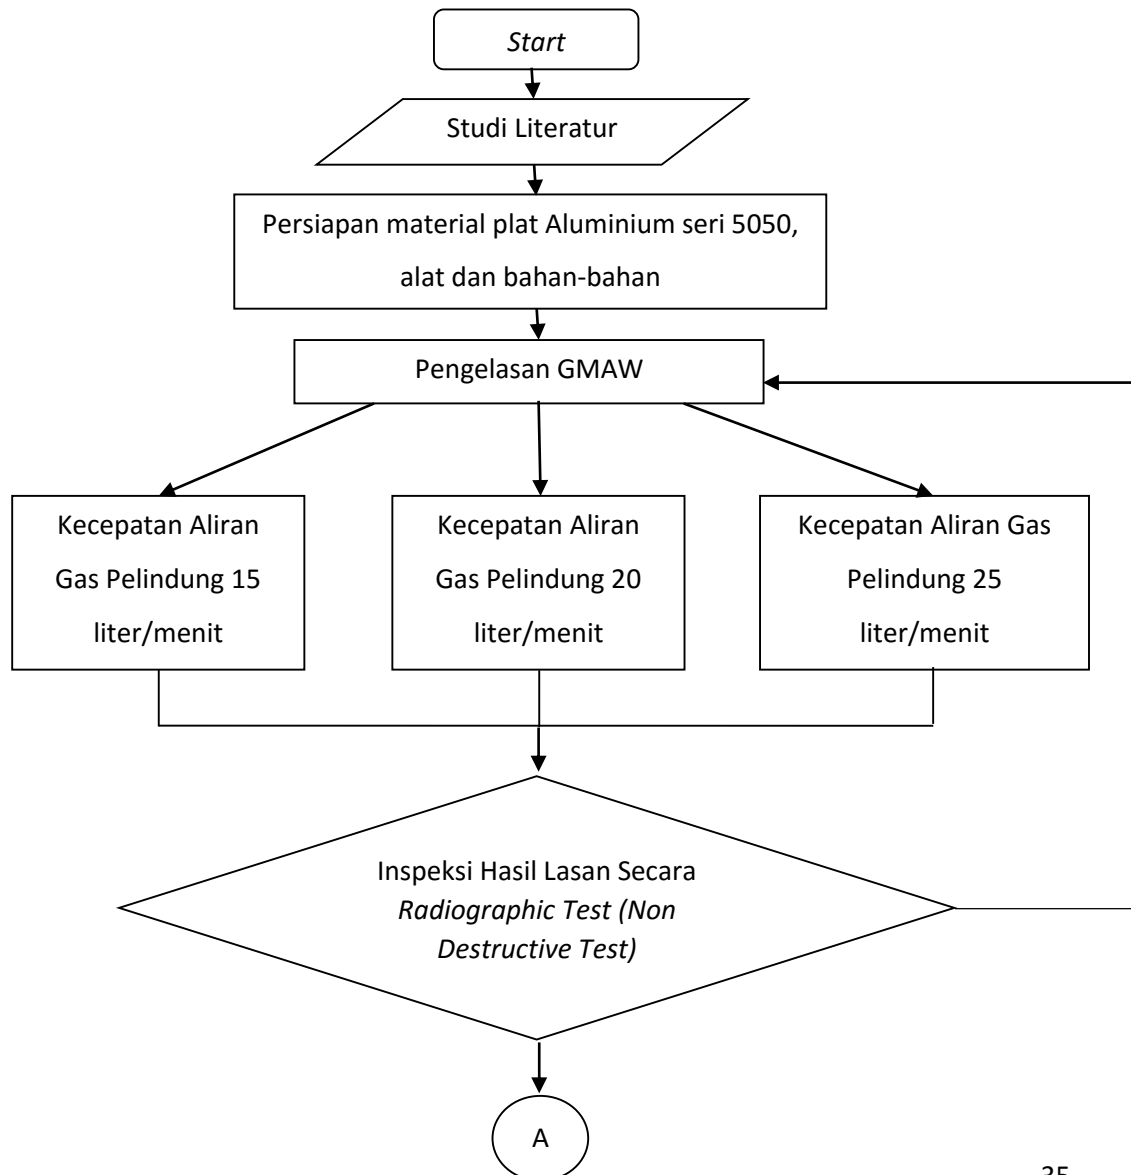 Start
Studi Literatur
Persiapan material plat Aluminium seri 5050,
alat dan bahan-bahan
Pengelasan GMAW
Kecepatan Aliran
Gas Pelindung 15
liter/menit
Kecepatan Aliran
Gas Pelindung 20
liter/menit
Kecepatan Aliran Gas
Pelindung 25
liter/menit
Inspeksi Hasil Lasan Secara
Radiographic Test (Non
Destructive Test)
A
35